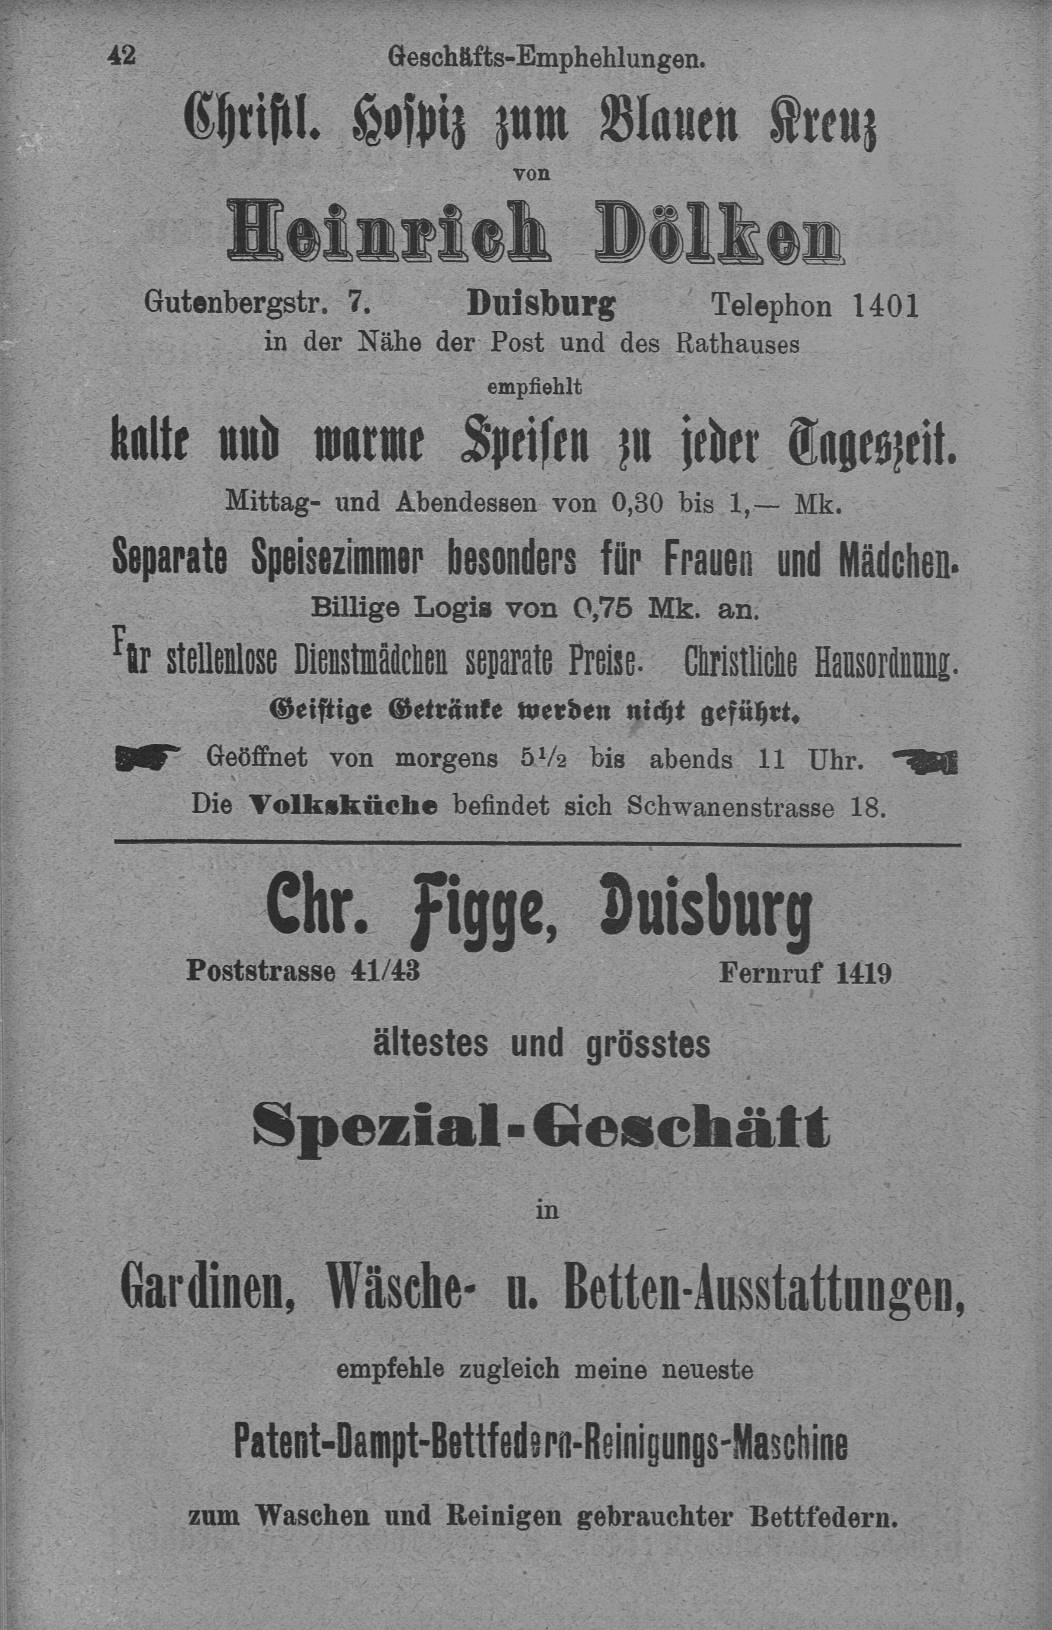 42
Geschäfts-Emphehlungen.
Christl. Hospiz zum Blauen Kreuz
von
Heinrich Dölken
Gutenbergstr. 7. Duisburg Telephon 1401
in der Nähe der Post und des Rathauses
empfiehlt
kalte und warme Speisen zu jeder Tageszeit.
Mittag- und Abendessen von 0,30 bis 1,— Mk.
Separate Speisezimmer besonders für Frauen und Mädchen.
Billige Logis von 0,75 Mk. an.
Für stellenlose Dienstmädchen separate Preise. Christliche Hausordnung.
Geistige Getränke werden nicht geführt.
Geöffnet von morgens 5½ bis abends 11 Uhr.
Die Volksküche befindet sich Schwanenstrasse 18.
Chr. Figge, Duisburg
Poststrasse 41/43 Fernruf 1419
ältestes und grösstes
Spezial-Geschäft
in
Gardinen, Wäsche- u. Betten-Ausstattungen,
empfehle zugleich meine neueste
Patent-Dampf-Bettfedern-Reinigungs-Maschine
zum Waschen und Reinigen gebrauchter Bettfedern.